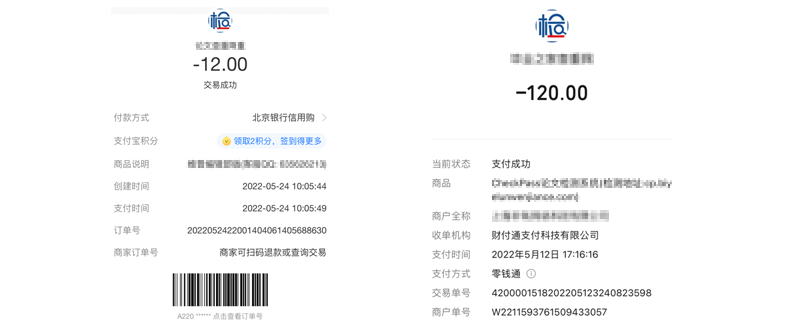 检
-12.00
交易成功
付款方式 北京银行信用购 >
支付宝积分 领取2积分，签到得更多
商品说明
创建时间 2022-05-24 10:05:44
支付时间 2022-05-24 10:05:49
订单号 2022052422001404061405688630
商家订单号 商家可扫码退款或查询交易
A220 ****** 点击查看订单号
检
-120.00
当前状态 支付成功
商品
商户全称
收单机构 财付通支付科技有限公司
支付时间 2022年5月12日 17:16:16
支付方式 零钱通
交易单号 4200001518202205123240823598
商户单号 W2211593761509433057